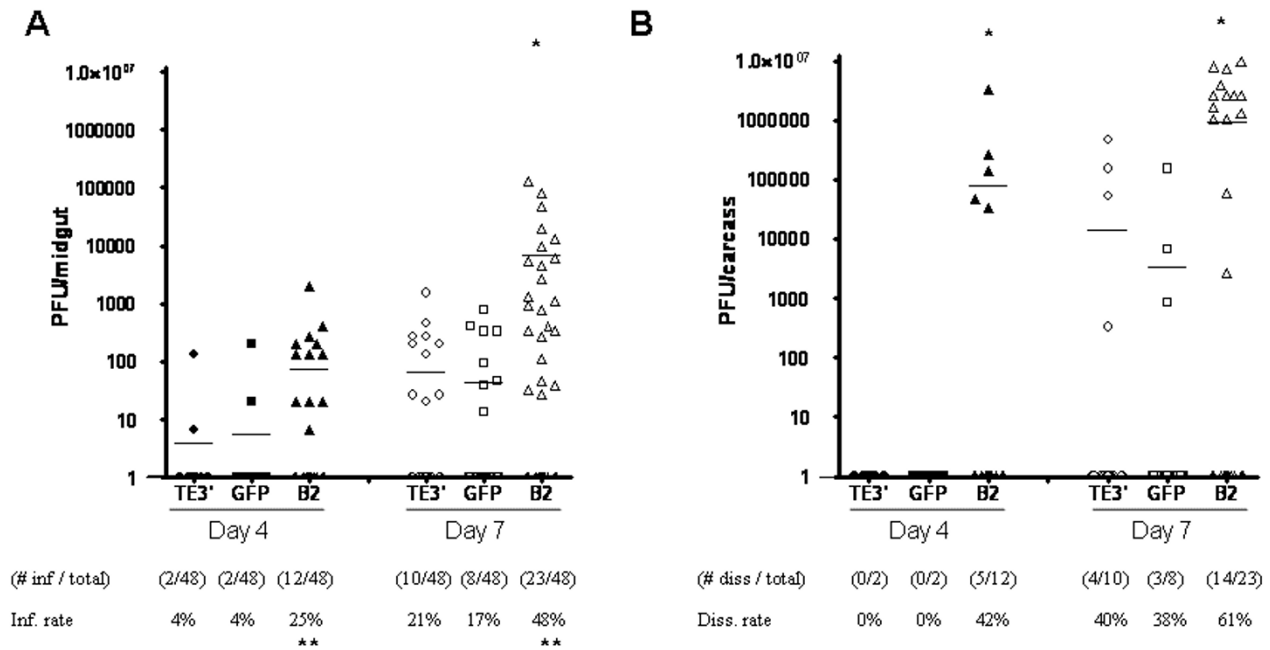 A
*
PFU/midgut
1.0×10^07
1000000
100000
10000
1000
100
10
1
TE3' GFP B2 TE3' GFP B2
Day 4 Day 7
(# inf / total) (2/48) (2/48) (12/48) (10/48) (8/48) (23/48)
Inf. rate 4% 4% 25% 21% 17% 48%
** **
B
* *
PFU/carcass
1.0×10^07
1000000
100000
10000
1000
100
10
1
TE3' GFP B2 TE3' GFP B2
Day 4 Day 7
(# diss / total) (0/2) (0/2) (5/12) (4/10) (3/8) (14/23)
Diss. rate 0% 0% 42% 40% 38% 61%